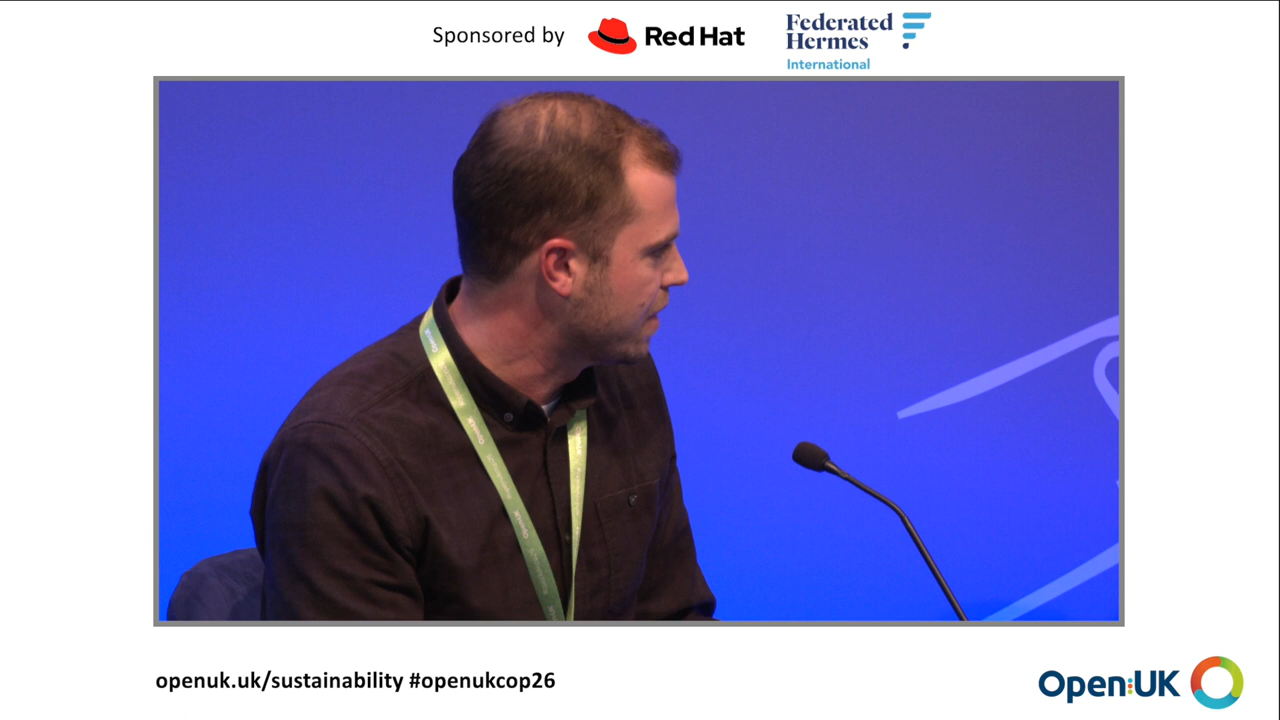 Sponsored by
Red Hat
Federated
Hermes
International
openuk.uk/sustainability #openukcop26
Open:UK